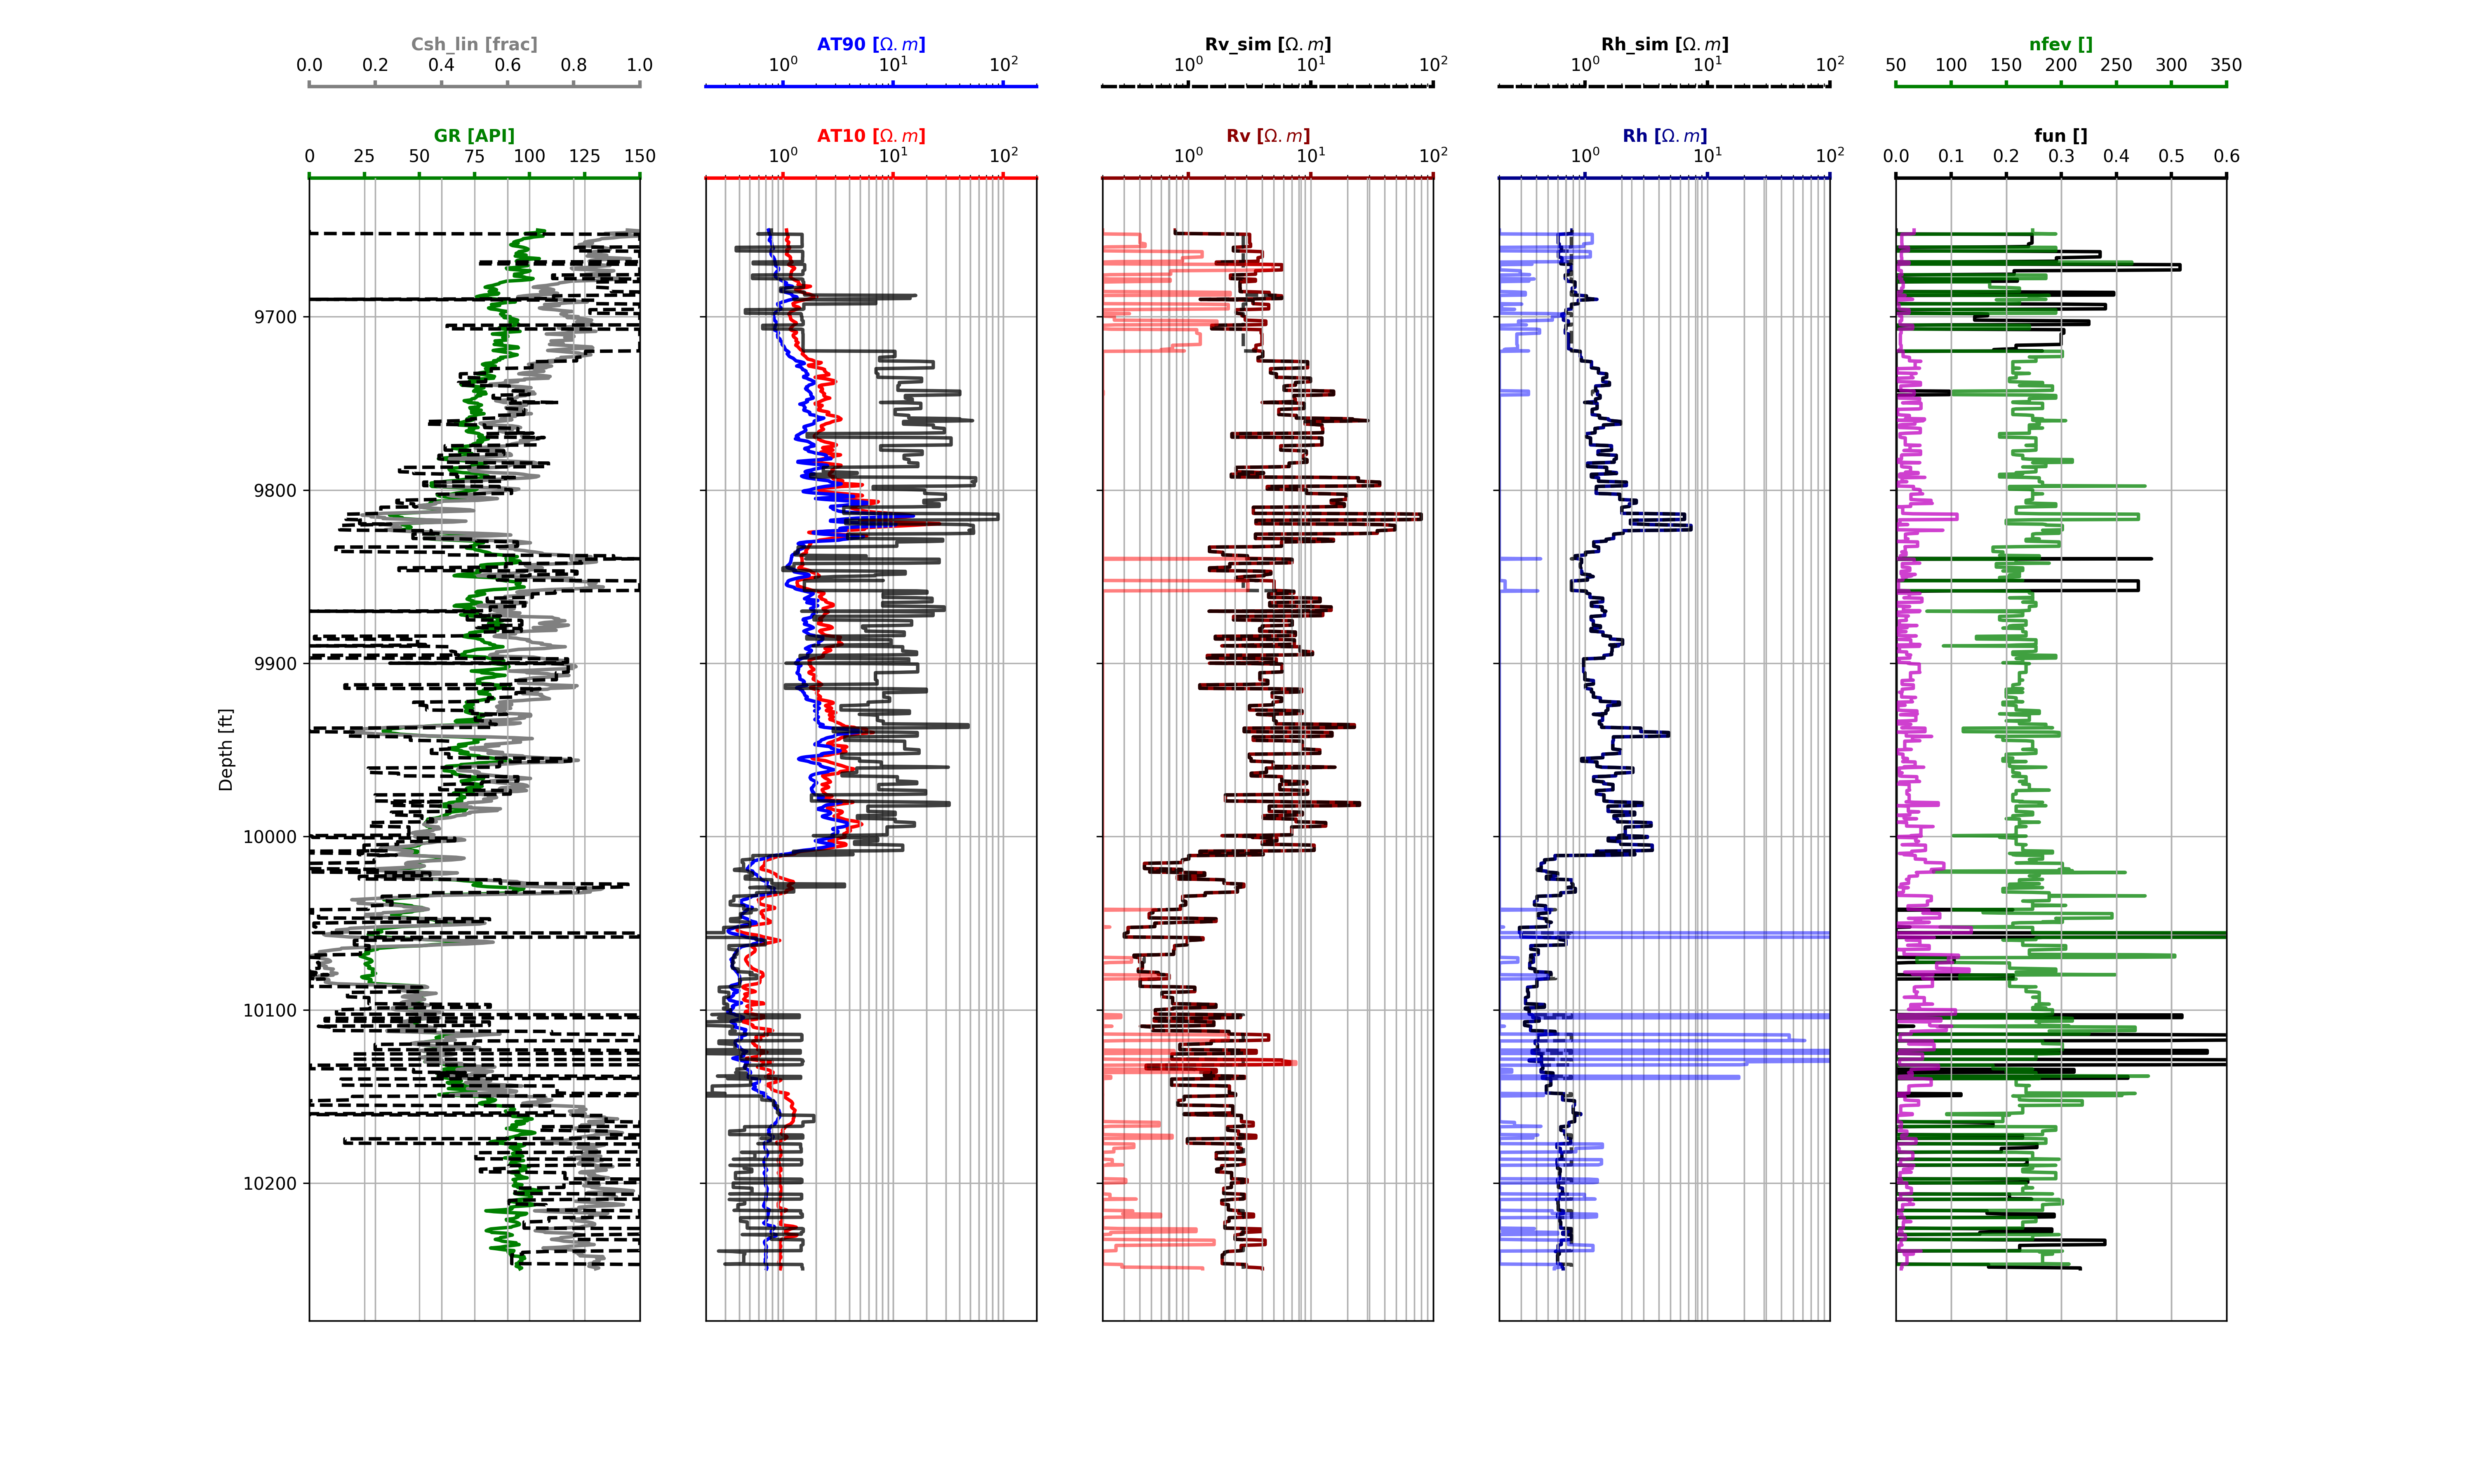 Csh_lin [frac]
0.0 0.2 0.4 0.6 0.8 1.0
GR [API]
0 25 50 75 100 125 150
AT90 [Ω.m]
10⁰ 10¹ 10²
AT10 [Ω.m]
10⁰ 10¹ 10²
Rv_sim [Ω.m]
10⁰ 10¹ 10²
Rv [Ω.m]
10⁰ 10¹ 10²
Rh_sim [Ω.m]
10⁰ 10¹ 10²
Rh [Ω.m]
10⁰ 10¹ 10²
nfev []
50 100 150 200 250 300 350
fun []
0.0 0.1 0.2 0.3 0.4 0.5 0.6
Depth [ft]
9700
9800
9900
10000
10100
10200